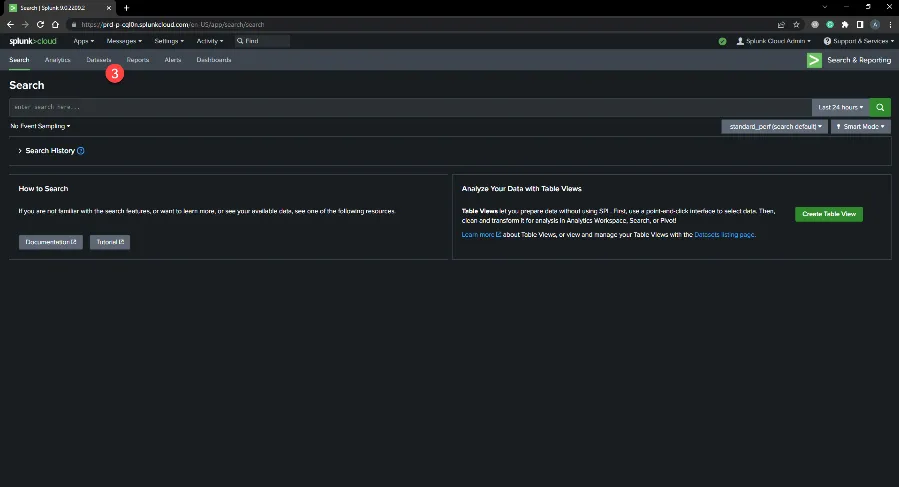 Search | Splunk 9.0.2209.2
https://prd-p-cql0n.splunkcloud.com/en-US/app/search/search
A
splunk>cloud Apps Messages Settings Activity Find Splunk Cloud Admin Support & Services
Search Analytics Datasets Reports Alerts Dashboards Search & Reporting
3
Search
enter search here... Last 24 hours
No Event Sampling standard_perf (search default) Smart Mode
Search History ?
How to Search
If you are not familiar with the search features, or want to learn more, or see your available data, see one of the following resources.
Documentation Tutorial
Analyze Your Data with Table Views
Table Views let you prepare data without using SPL. First, use a point-and-click interface to select data. Then,
clean and transform it for analysis in Analytics Workspace, Search, or Pivot!
Create Table View
Learn more about Table Views, or view and manage your Table Views with the Datasets listing page.